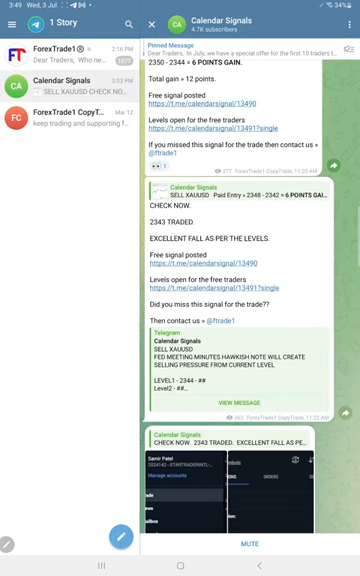 3:49 Wed, 3 Jul
34%
1 Story
ForexTrade1
2:16 PM
Dear Traders, Who ne...
1077
Calendar Signals
3:03 PM
SELL XAUUSD CHECK NO...
ForexTrade1 CopyT...
Mar 12
keep trading and supporting f...
CA
FC
Calendar Signals
4.7K subscribers
Pinned Message
Dear Traders, In July, we have a special offer for the first 10 traders t...
2350 - 2344 = 6 POINTS GAIN.
Total gain = 12 points.
Free signal posted
https://t.me/calendarsignal/13490
Levels open for the free traders
https://t.me/calendarsignal/13491?single
If you missed this signal for the trade then contact us »
@ftrade1
👀 1
377 ForexTrade1 CopyTrade, 11:20 AM
Calendar Signals
SELL XAUUSD Paid Entry » 2348 - 2342 = 6 POINTS GAI...
CHECK NOW.
2343 TRADED.
EXCELLENT FALL AS PER THE LEVELS.
Free signal posted
https://t.me/calendarsignal/13490
Levels open for the free traders
https://t.me/calendarsignal/13491?single
Did you miss this signal for the trade??
Then contact us » @ftrade1
Telegram
Calendar Signals
SELL XAUUSD
FED MEETING MINUTES HAWKISH NOTE WILL CREATE
SELLING PRESSURE FROM CURRENT LEVEL
LEVEL1 - 2344 - ##
Level2 - ##...
VIEW MESSAGE
363 ForexTrade1 CopyTrade, 11:22 AM
Calendar Signals
CHECK NOW. 2343 TRADED. EXCELLENT FALL AS PE...
Samir Patel
Manage accounts
ORDERS
MUTE